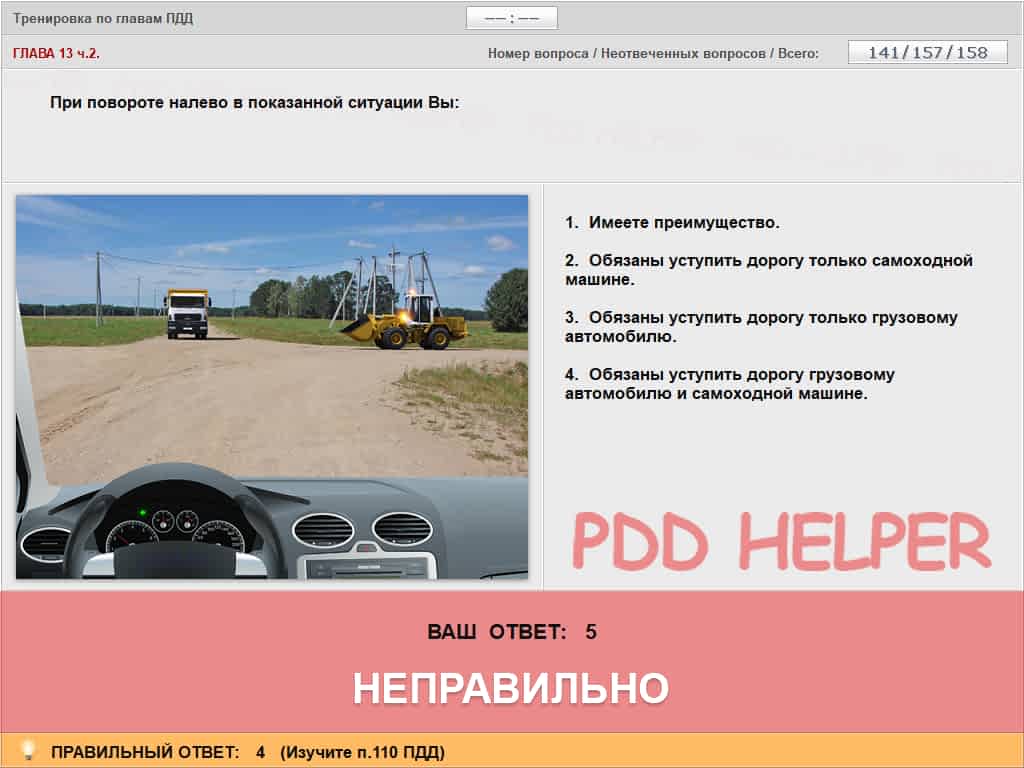 Тренировка по главам ПДД
—— : ——
ГЛАВА 13 ч.2.
Номер вопроса / Неотвеченных вопросов / Всего:
141/157/158
При повороте налево в показанной ситуации Вы:
1. Имеете преимущество.
2. Обязаны уступить дорогу только самоходной
машине.
3. Обязаны уступить дорогу только грузовому
автомобилю.
4. Обязаны уступить дорогу грузовому
автомобилю и самоходной машине.
PDD HELPER
ВАШ ОТВЕТ: 5
НЕПРАВИЛЬНО
ПРАВИЛЬНЫЙ ОТВЕТ: 4 (Изучите п.110 ПДД)